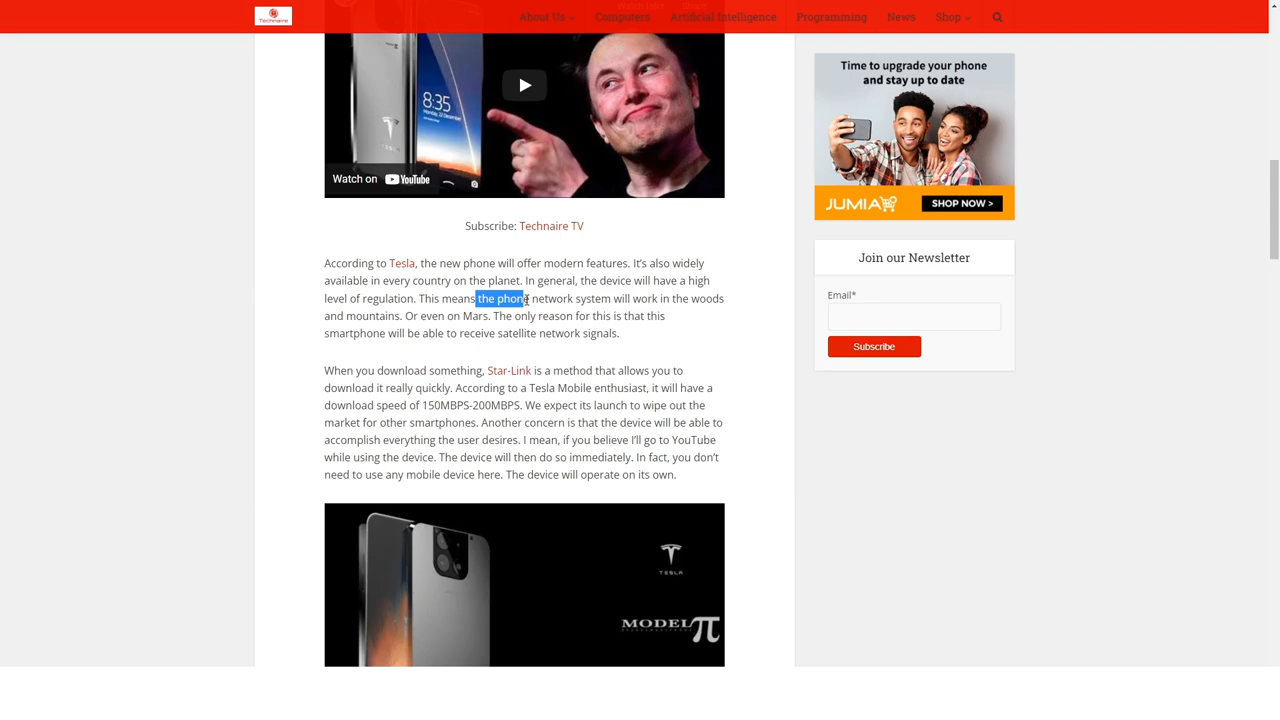 Technaire
Watch later Share
About Us Computers Artificial Intelligence Programming News Shop
8:35
Monday, 22 December
Watch on YouTube
Subscribe: Technaire TV
According to Tesla, the new phone will offer modern features. It’s also widely
available in every country on the planet. In general, the device will have a high
level of regulation. This means the phone network system will work in the woods
and mountains. Or even on Mars. The only reason for this is that this
smartphone will be able to receive satellite network signals.
When you download something, Star-Link is a method that allows you to
download it really quickly. According to a Tesla Mobile enthusiast, it will have a
download speed of 150MBPS-200MBPS. We expect its launch to wipe out the
market for other smartphones. Another concern is that the device will be able to
accomplish everything the user desires. I mean, if you believe I’ll go to YouTube
while using the device. The device will then do so immediately. In fact, you don’t
need to use any mobile device here. The device will operate on its own.
TESLA
MODEL π
Time to upgrade your phone
and stay up to date
JUMIA SHOP NOW >
Join our Newsletter
Email*
Subscribe